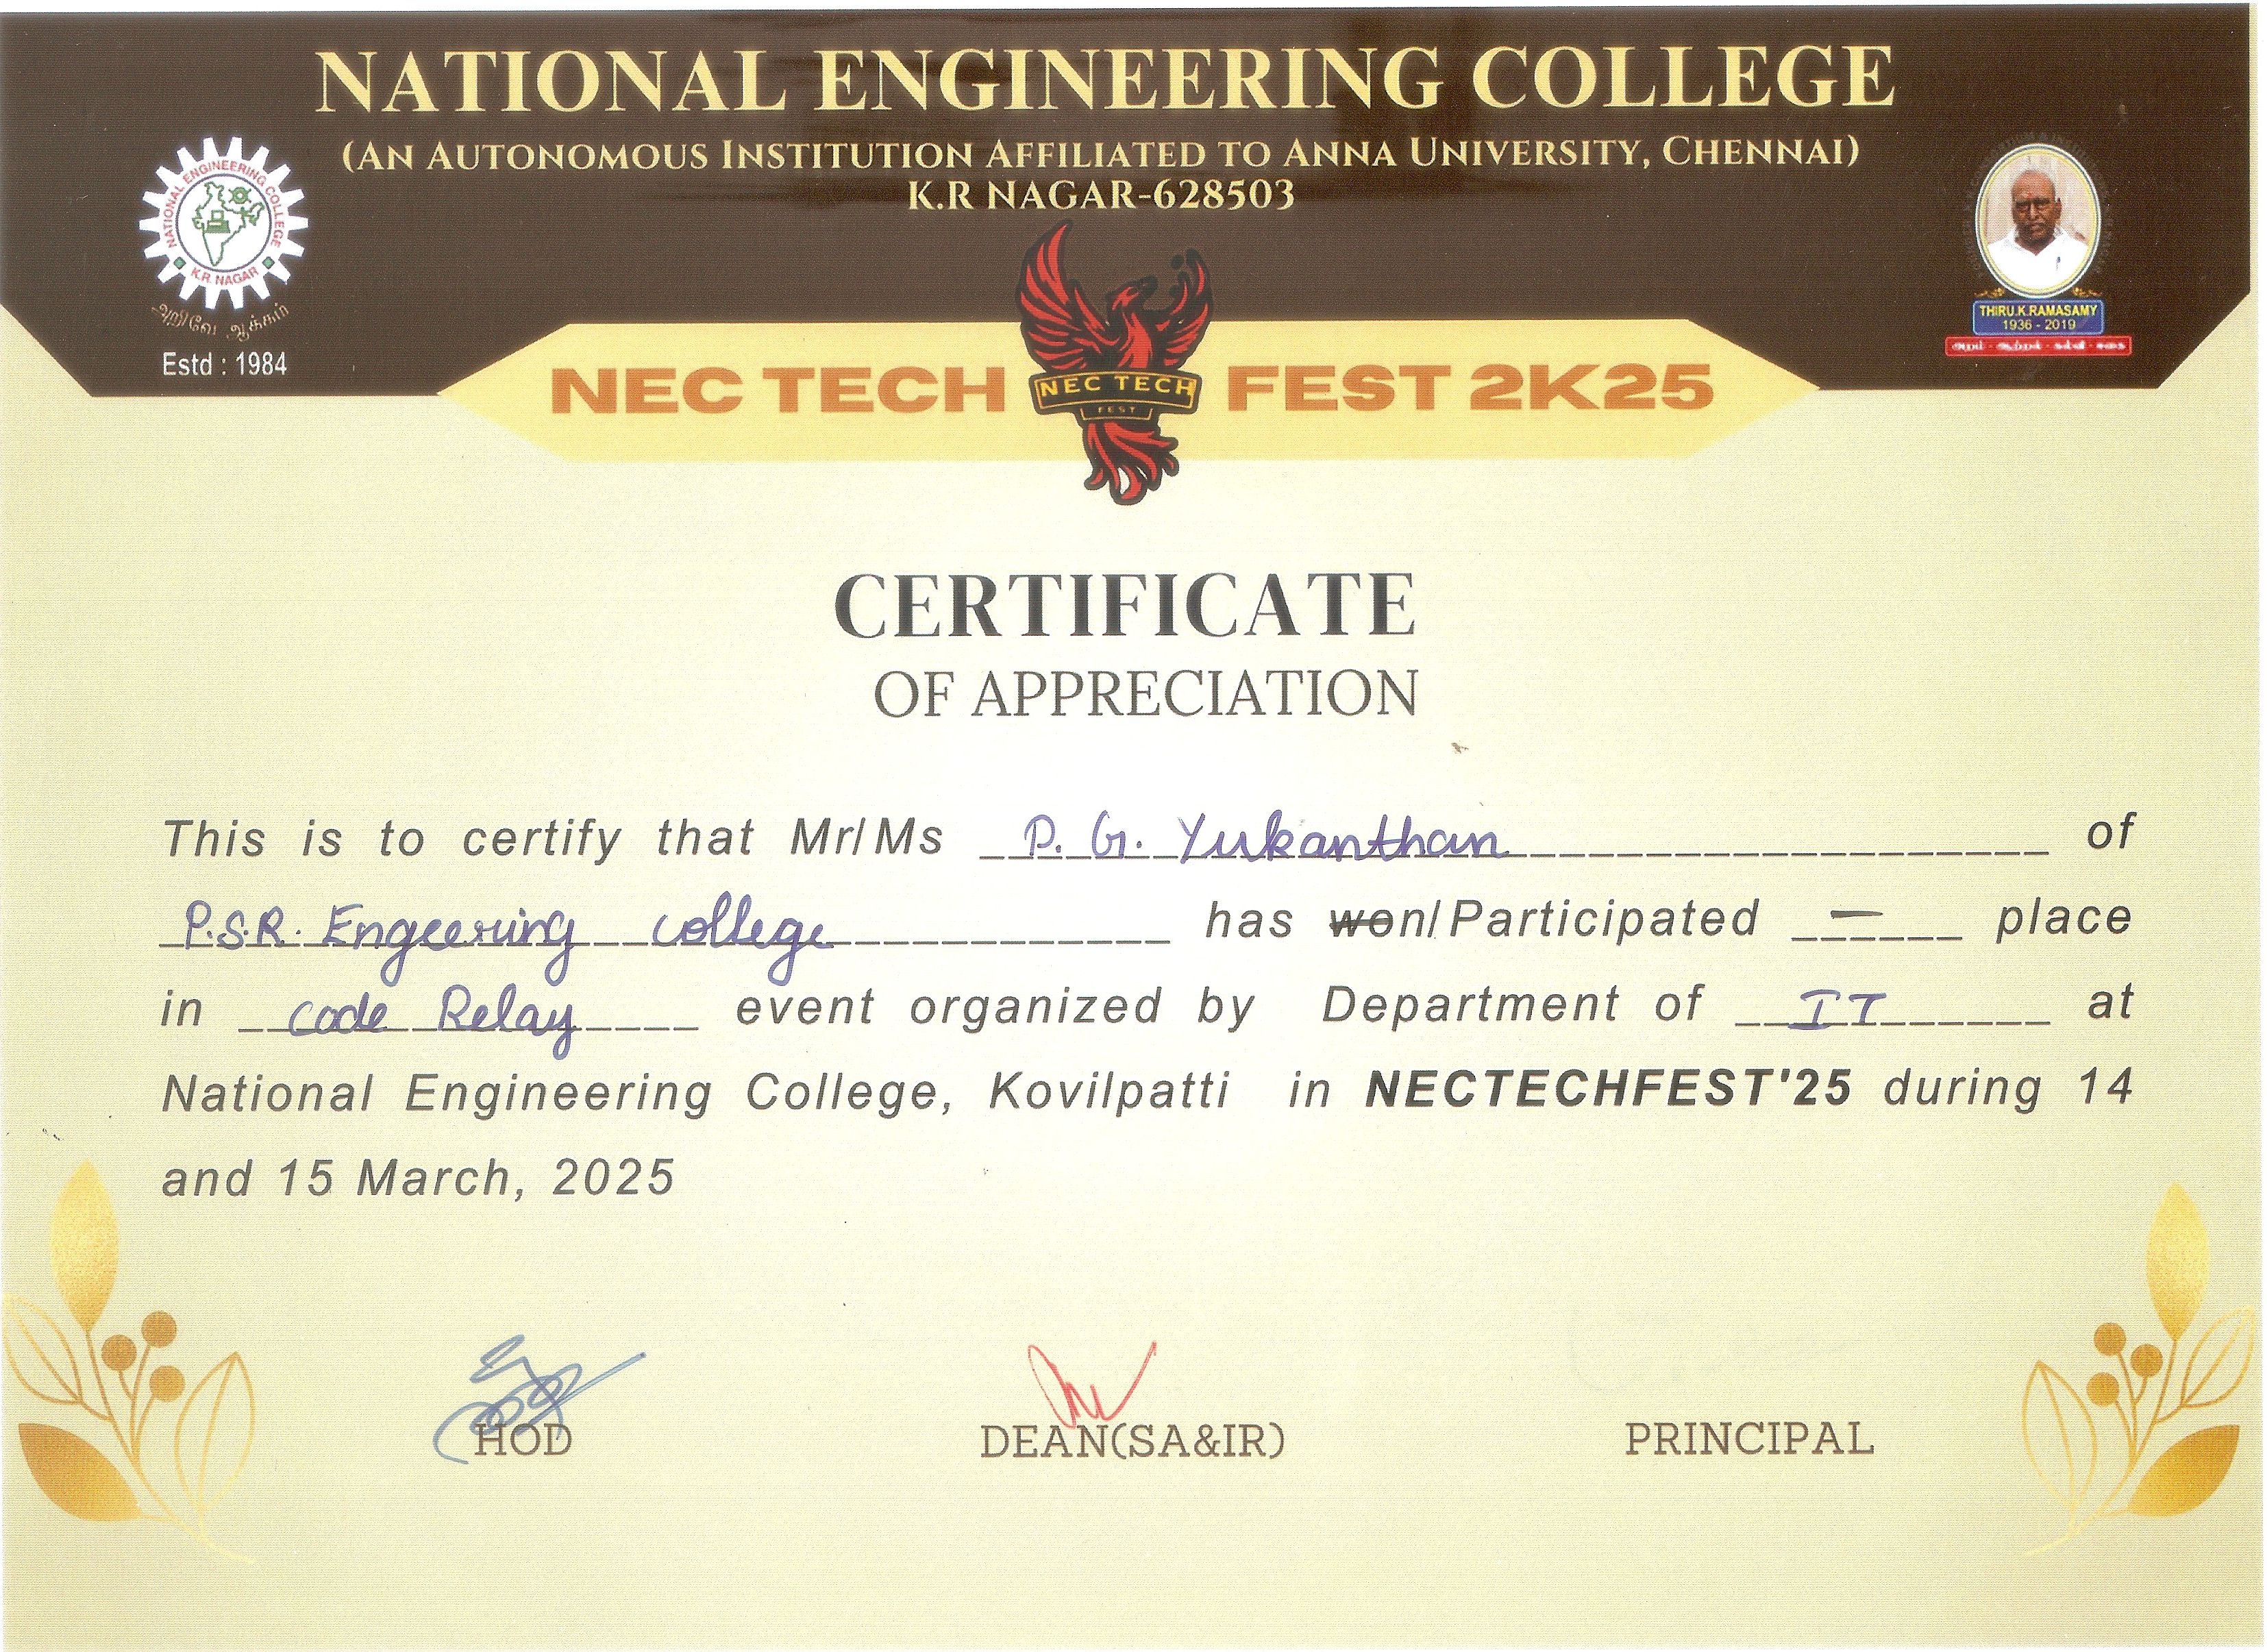 NATIONAL ENGINEERING COLLEGE
(AN AUTONOMOUS INSTITUTION AFFILIATED TO ANNA UNIVERSITY, CHENNAI)
K.R NAGAR-628503
NATIONAL ENGINEERING COLLEGE
K.R. NAGAR
அறிவே ஆக்கம்
Estd : 1984
THIRU.K.RAMASAMY
1936 - 2019
NEC TECH FEST 2K25
NEC TECH
FEST
CERTIFICATE
OF APPRECIATION
This is to certify that Mr/Ms P. G. Yukanthan of
P.S.R. Engeering college has won/Participated — place
in code Relay event organized by Department of IT at
National Engineering College, Kovilpatti in NECTECHFEST'25 during 14
and 15 March, 2025
HOD
DEAN(SA&IR)
PRINCIPAL